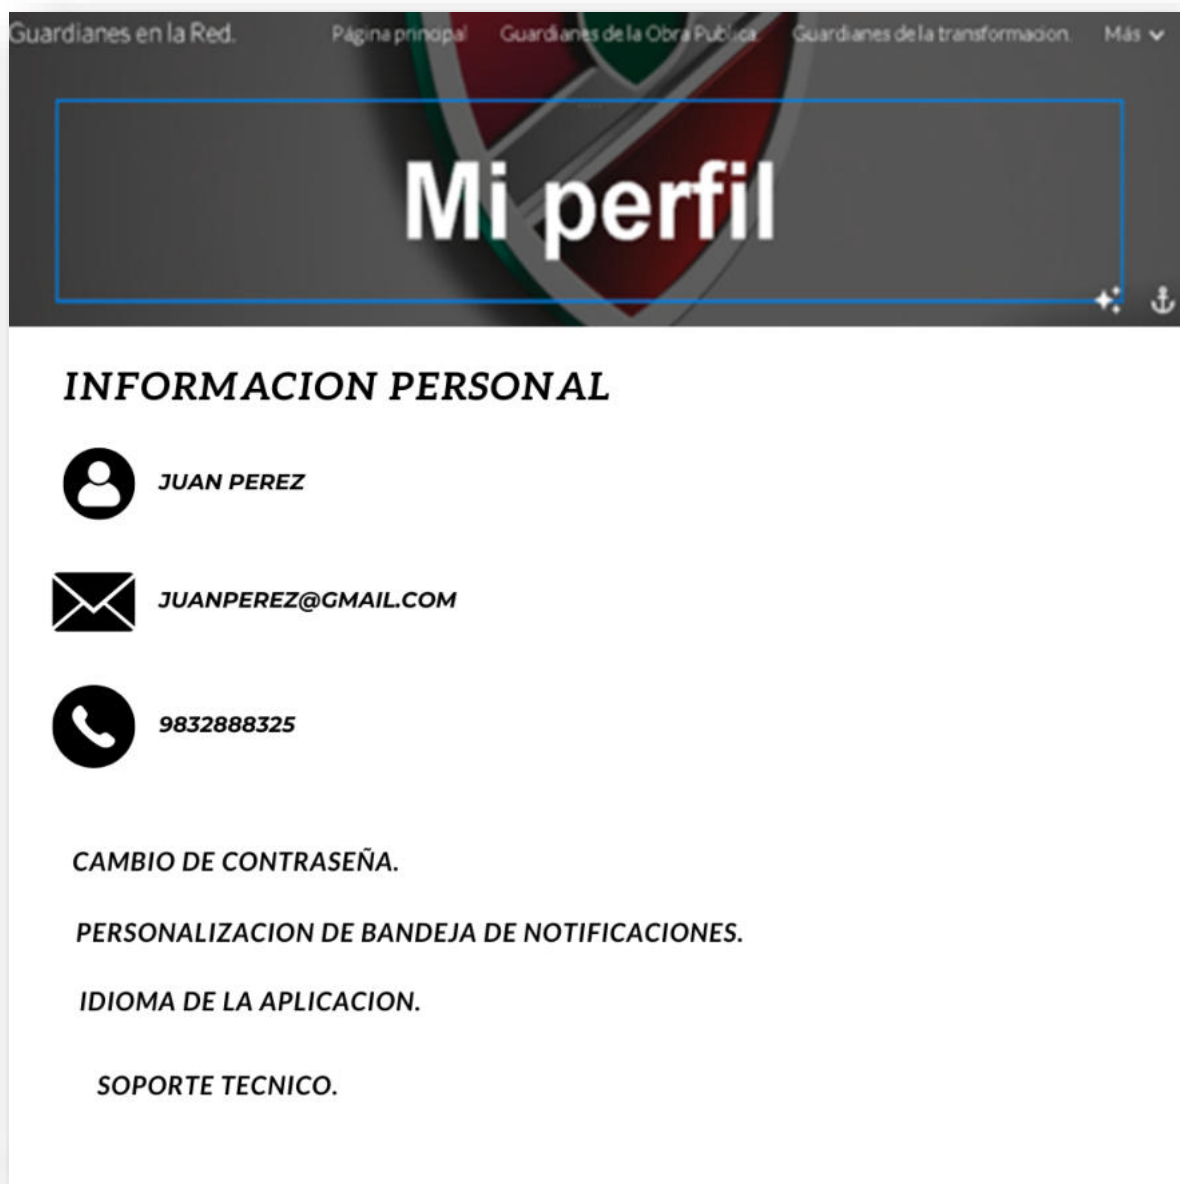 Guardianes en la Red. Página principal Guardianes de la Obra Publica. Guardianes de la transformacion. Más
Mi perfil
INFORMACION PERSONAL
JUAN PEREZ
JUANPEREZ@GMAIL.COM
9832888325
CAMBIO DE CONTRASEÑA.
PERSONALIZACION DE BANDEJA DE NOTIFICACIONES.
IDIOMA DE LA APLICACION.
SOPORTE TECNICO.